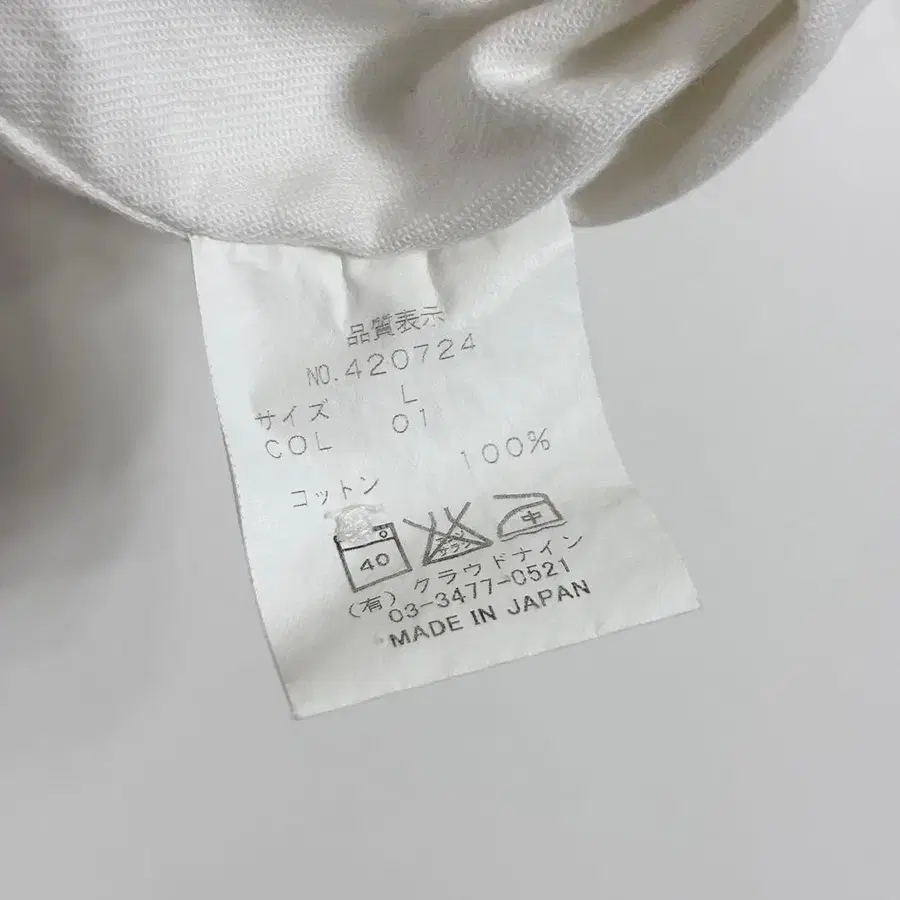 品質表示
NO.420724
サイズ L
COL 01
コットン 100%
40 中
(有)クラウドナイン
03-3477-0521
MADE IN JAPAN